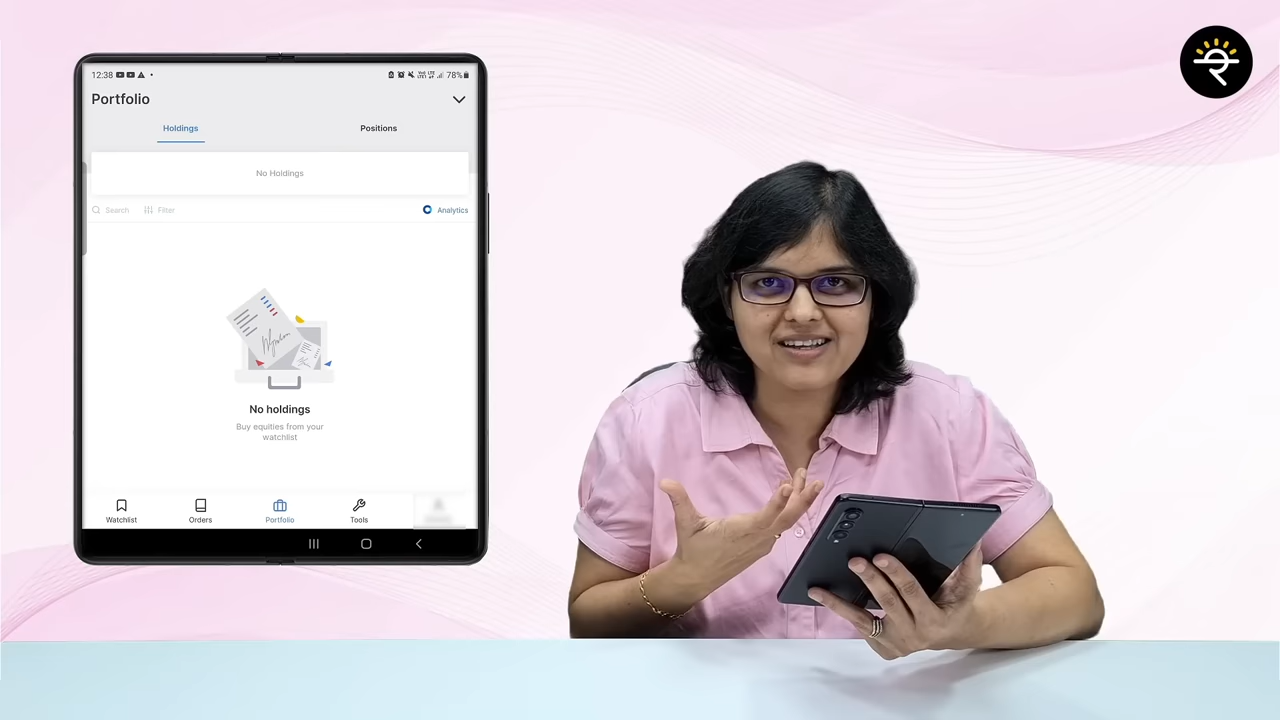 12:38 78%
Portfolio
Holdings Positions
No Holdings
Search Filter Analytics
No holdings
Buy equities from your
watchlist
Watchlist Orders Portfolio Tools